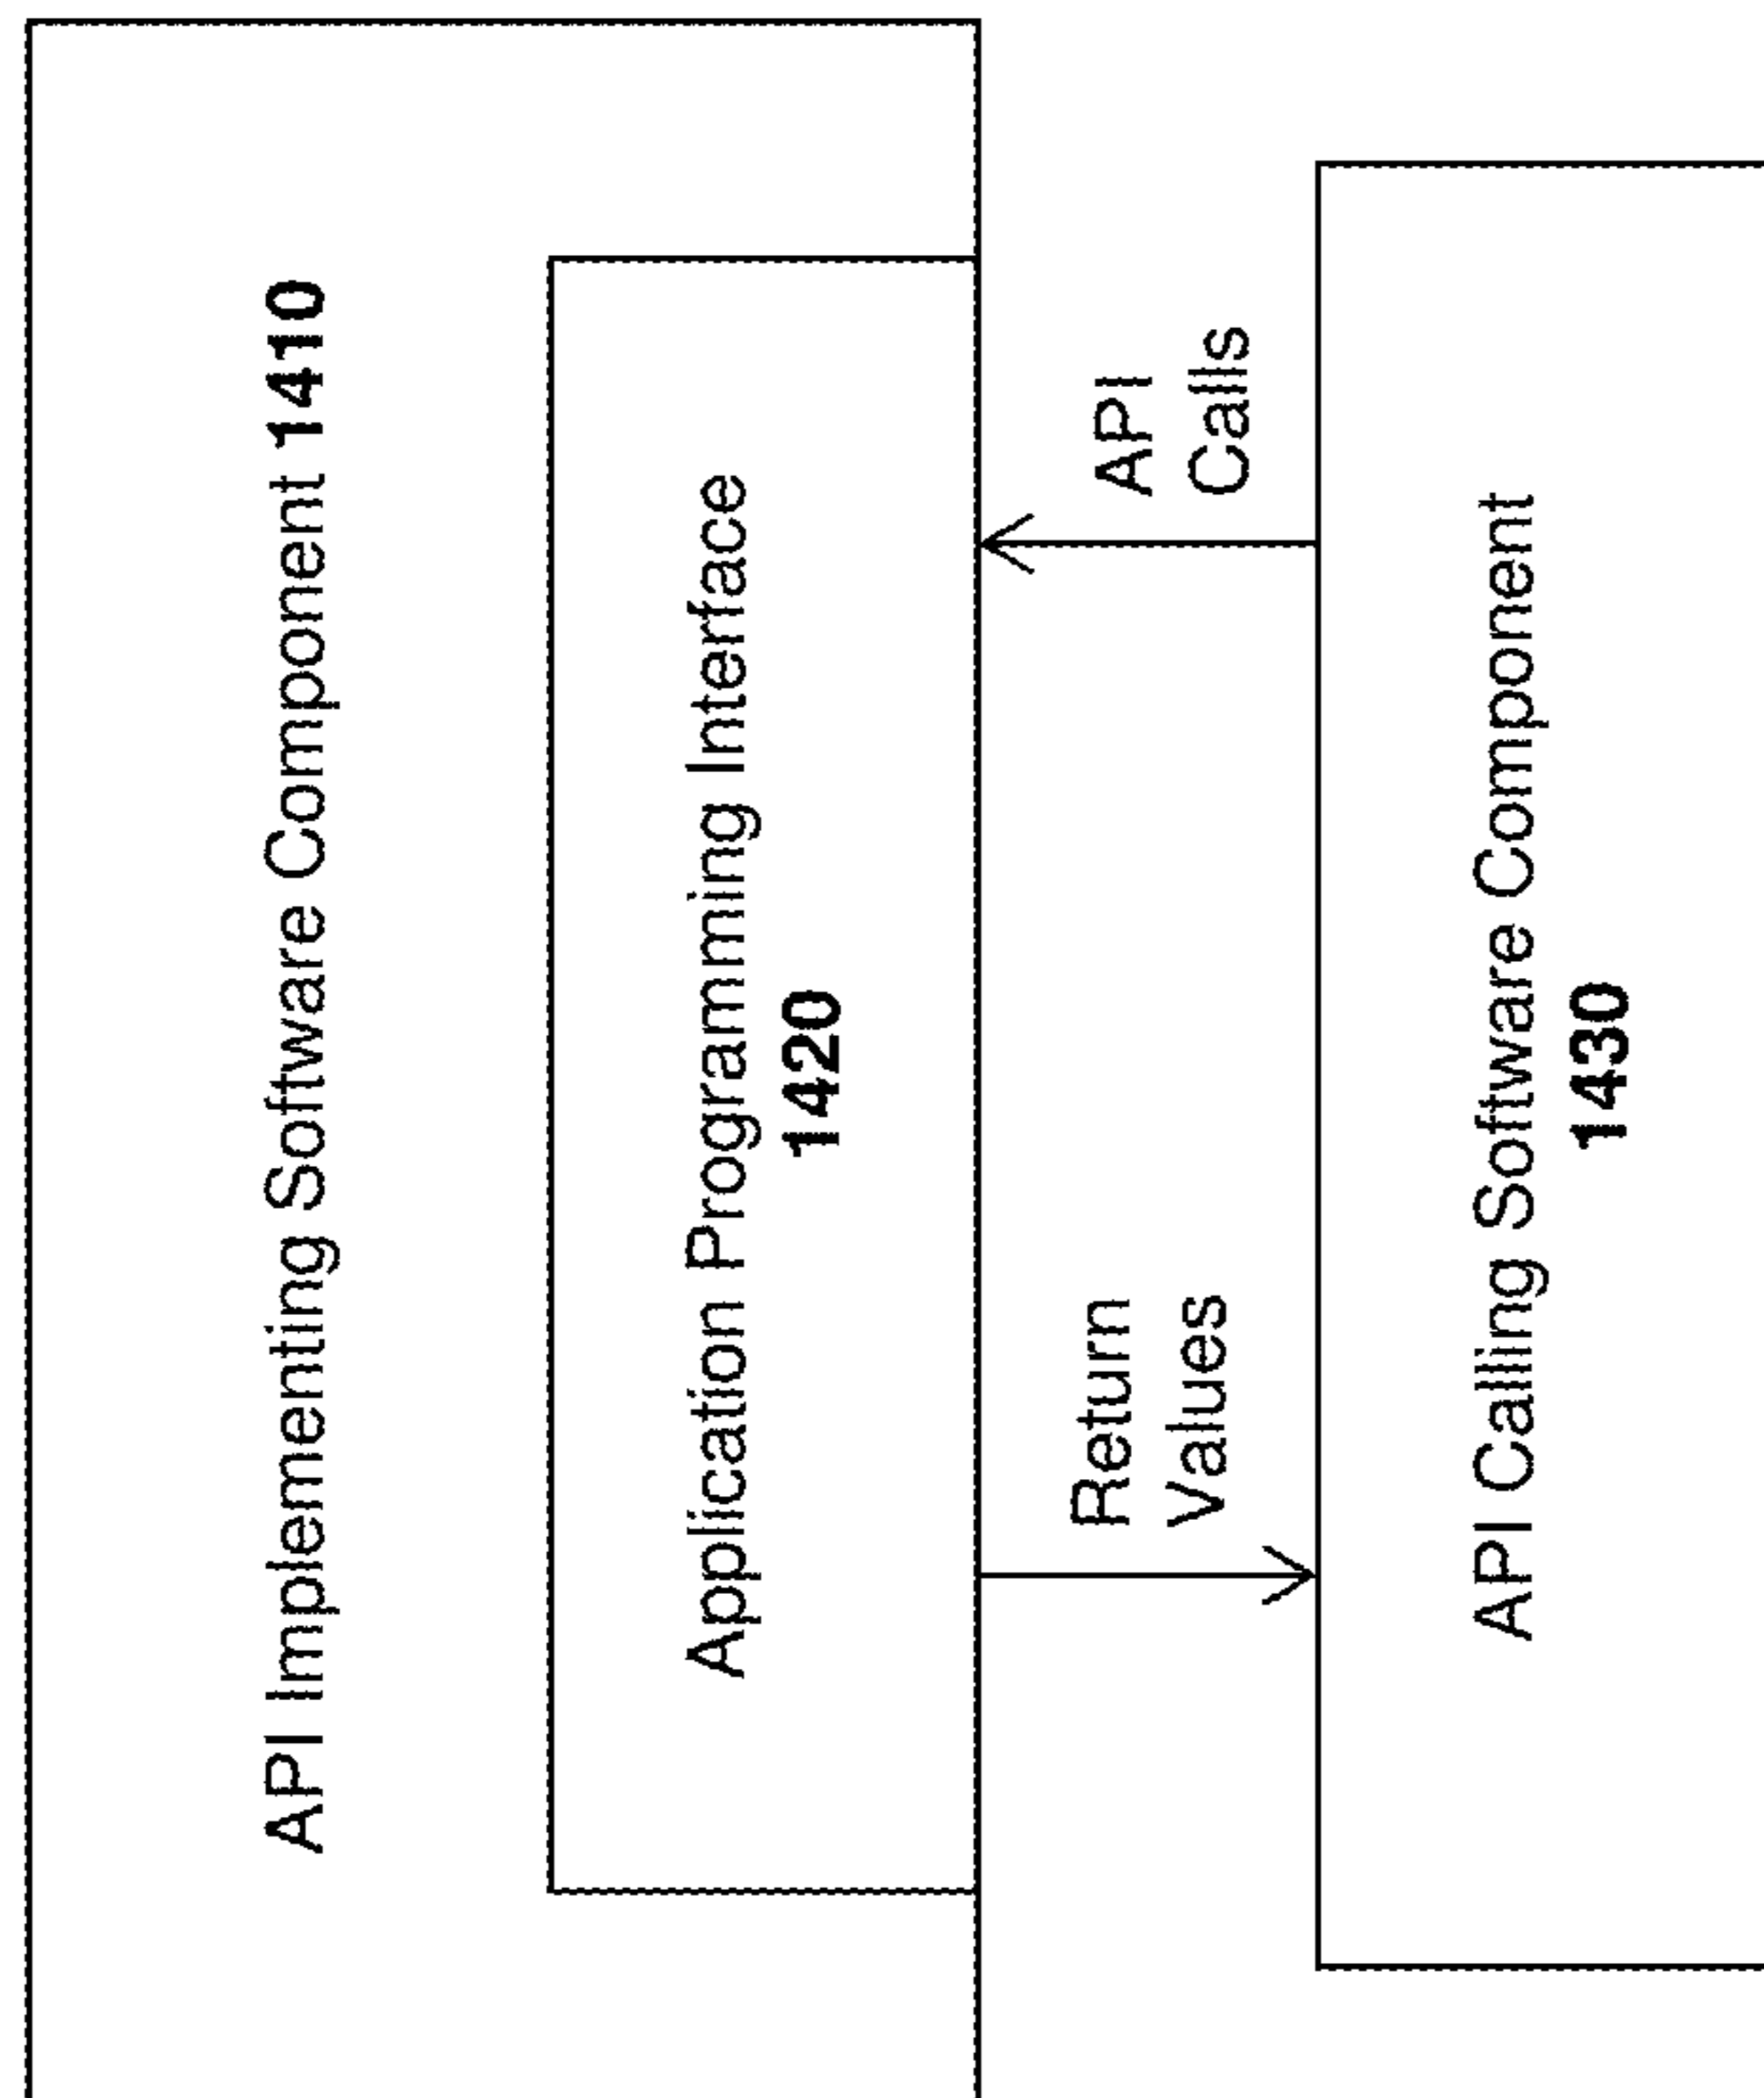 API Implementing Software Component 1410
Application Programming Interface
1420
Return
Values
API
Calls
API Calling Software Component
1430